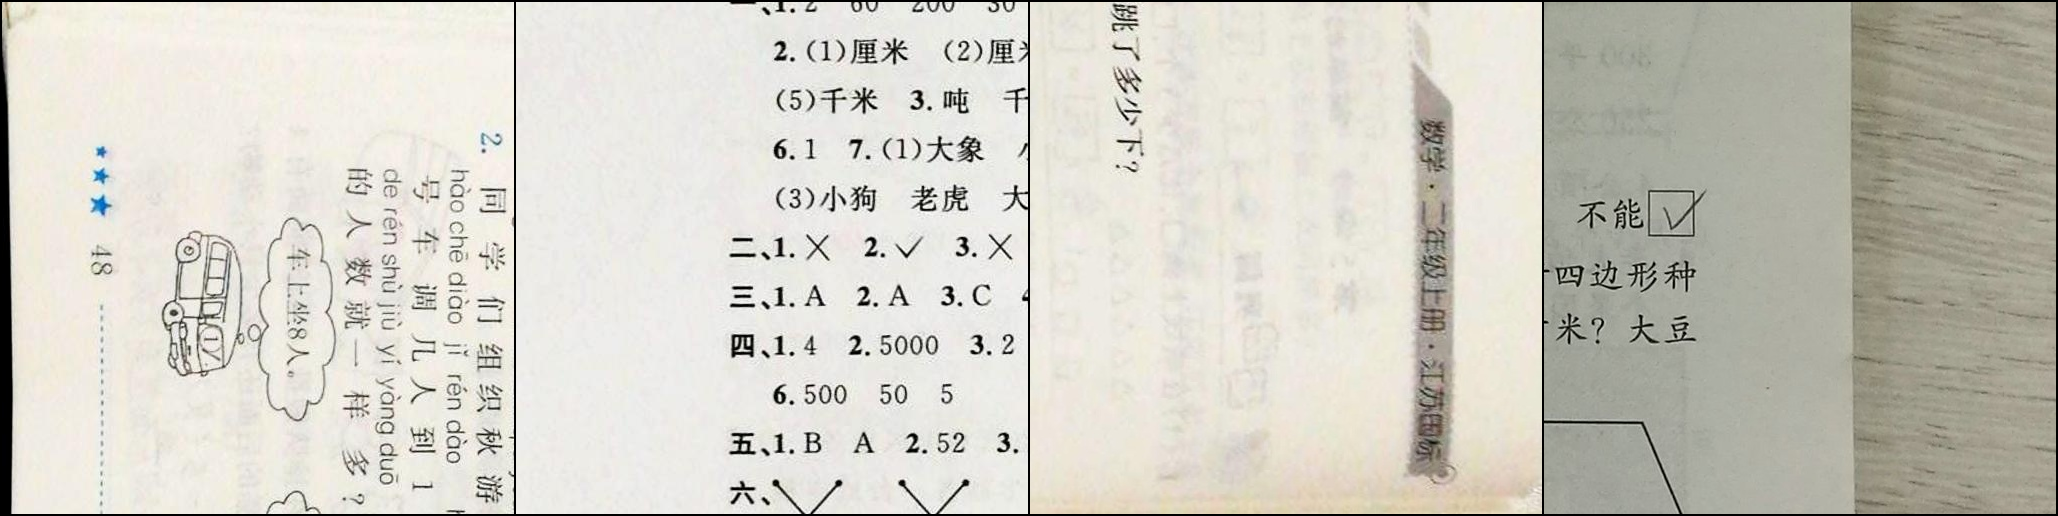 2.
同学们组织秋游
hào chē diào jǐ rén dào
号车调几人到1
de rén shù jiù yí yàng duō
的人数就一样多?
车上坐8人。
17
48
一、1. 2 60 200 30
2. (1)厘米 (2)厘米
(5)千米 3. 吨 千
6. 1 7. (1)大象
(3)小狗 老虎 大
二、1. ✕ 2. ✓ 3. ✕
三、1. A 2. A 3. C
四、1. 4 2. 5000 3. 2
6. 500 50 5
五、1. B A 2. 52 3.
六、
跳了多少下?
数学·二年级上册·江苏国标
不能 ✓
四边形种
米? 大豆